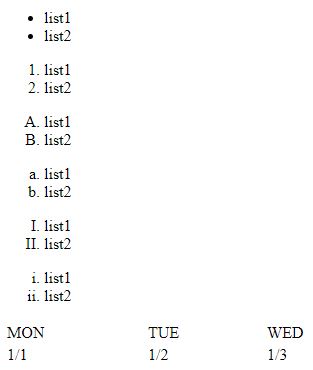 • list1
• list2
1. list1
2. list2
A. list1
B. list2
a. list1
b. list2
I. list1
II. list2
i. list1
ii. list2
MON TUE WED
1/1 1/2 1/3